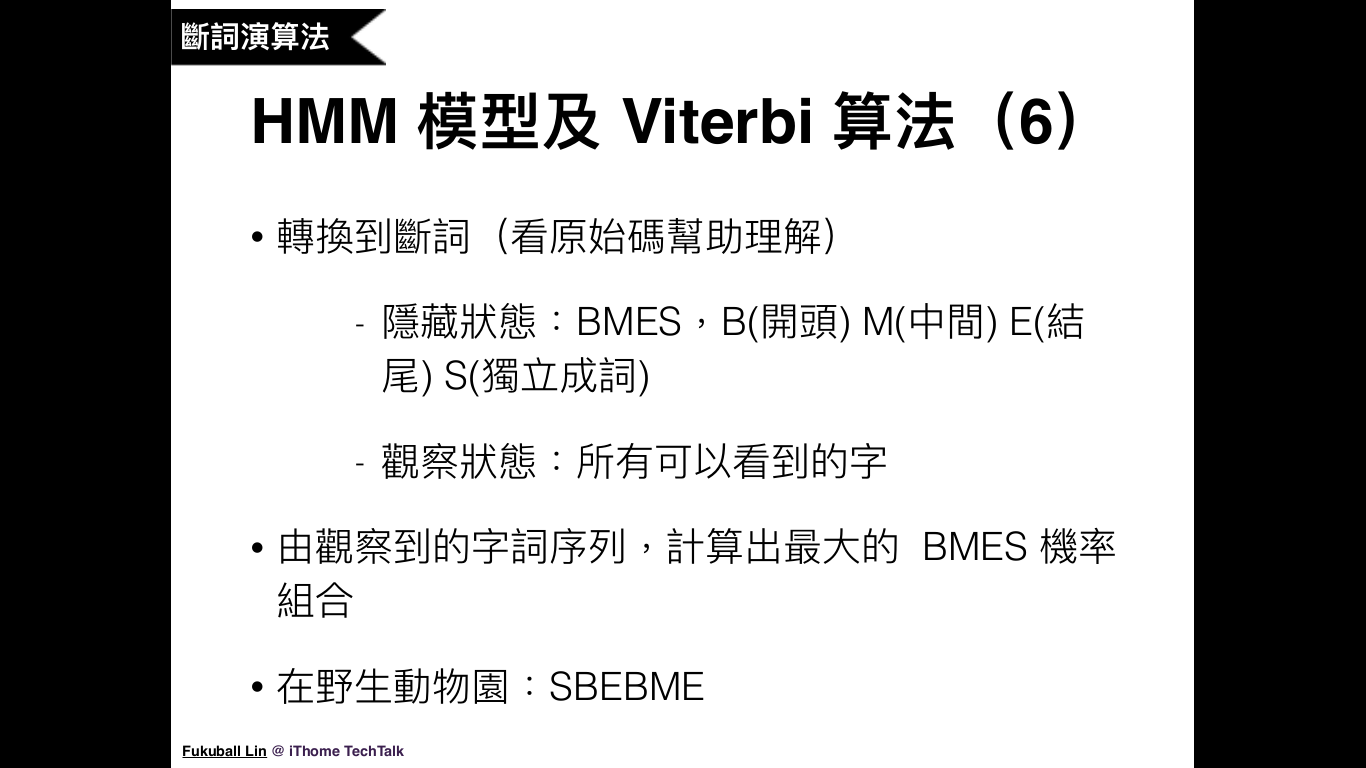 斷詞演算法
HMM 模型及 Viterbi 算法（6）
• 轉換到斷詞（看原始碼幫助理解）
- 隱藏狀態：BMES，B(開頭) M(中間) E(結
尾) S(獨立成詞)
- 觀察狀態：所有可以看到的字
• 由觀察到的字詞序列，計算出最大的 BMES 機率
組合
• 在野生動物園：SBEBME
Fukuball Lin @ iThome TechTalk